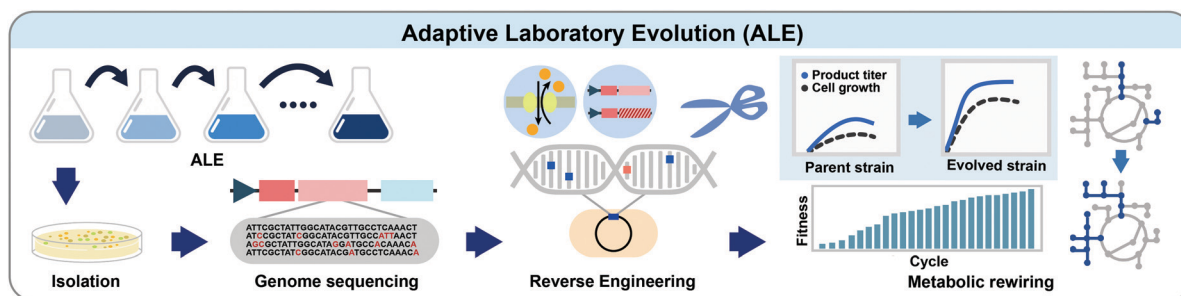 Adaptive Laboratory Evolution (ALE)
ALE
Isolation
ATTCGCTATTGGCATACGTTGCCTCAAACT
ATCCGCTATCGGCATACGTTGCCATTAACT
AGCGCTATTGGCATAGGATGCCACAAACA
ATTCGCTATCGGCATACGATGCCTCAAACA
Genome sequencing
Reverse Engineering
Product titer
Cell growth
Parent strain
Evolved strain
Fitness
Cycle
Metabolic rewiring